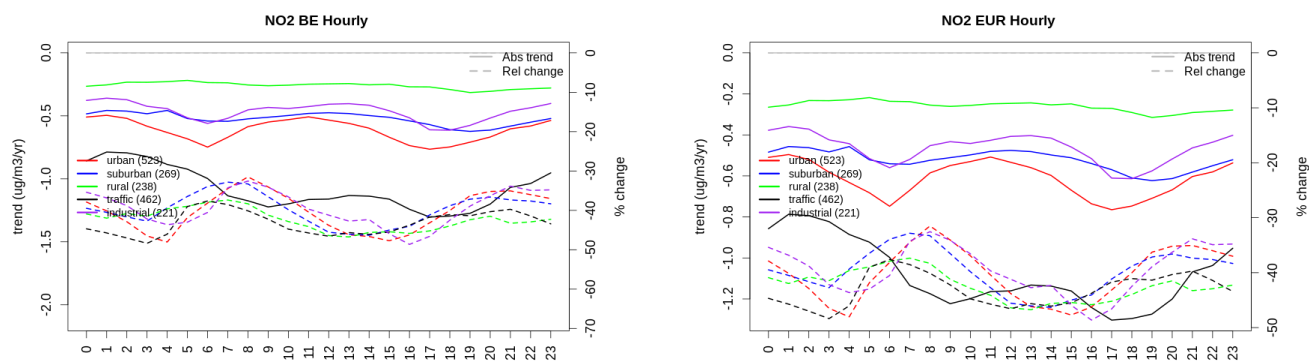 NO2 BE Hourly
trend (ug/m3/yr)
0.0
-0.5
-1.0
-1.5
-2.0
Abs trend
Rel change
urban (523)
suburban (269)
rural (238)
traffic (462)
industrial (221)
0
-10
-20
-30
-40
-50
-60
-70
% change
0 1 2 3 4 5 6 7 8 9 10 11 12 13 14 15 16 17 18 19 20 21 22 23
NO2 EUR Hourly
trend (ug/m3/yr)
0.0
-0.2
-0.4
-0.6
-0.8
-1.0
-1.2
Abs trend
Rel change
urban (523)
suburban (269)
rural (238)
traffic (462)
industrial (221)
0
-10
-20
-30
-40
-50
% change
0 1 2 3 4 5 6 7 8 9 10 11 12 13 14 15 16 17 18 19 20 21 22 23